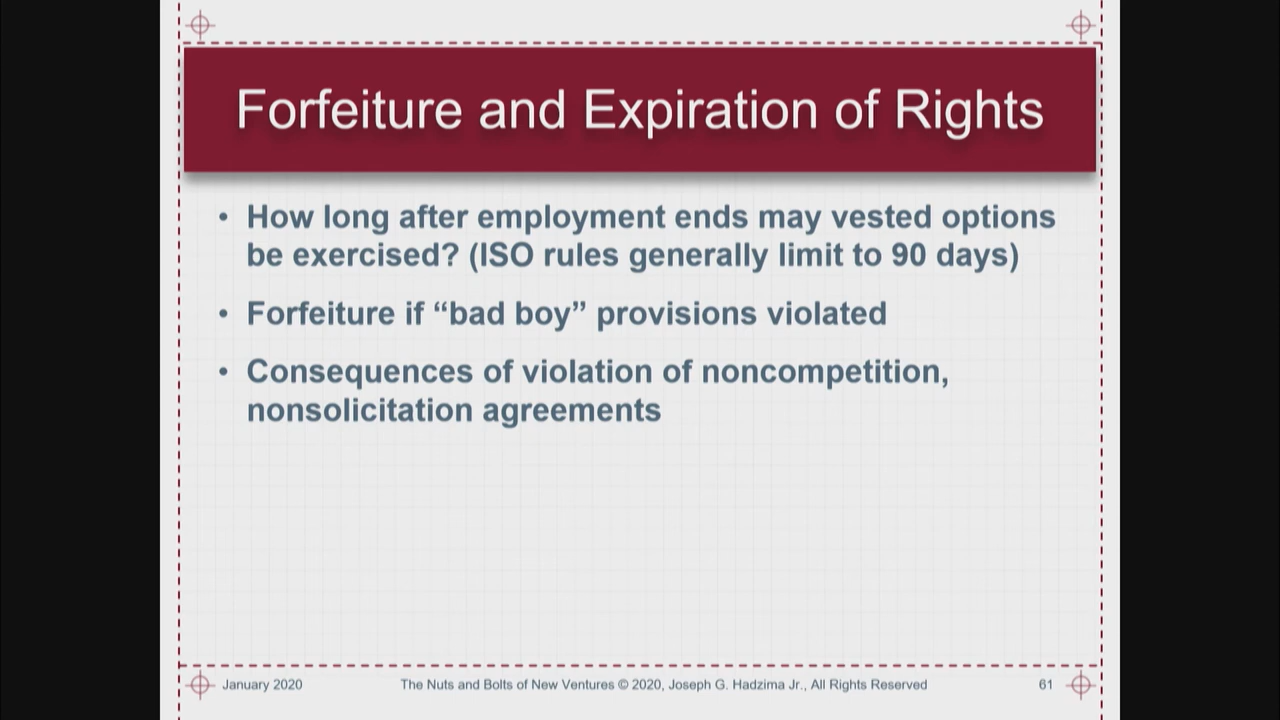 Forfeiture and Expiration of Rights
• How long after employment ends may vested options
be exercised? (ISO rules generally limit to 90 days)
• Forfeiture if “bad boy” provisions violated
• Consequences of violation of noncompetition,
nonsolicitation agreements
January 2020 The Nuts and Bolts of New Ventures © 2020, Joseph G. Hadzima Jr., All Rights Reserved 61